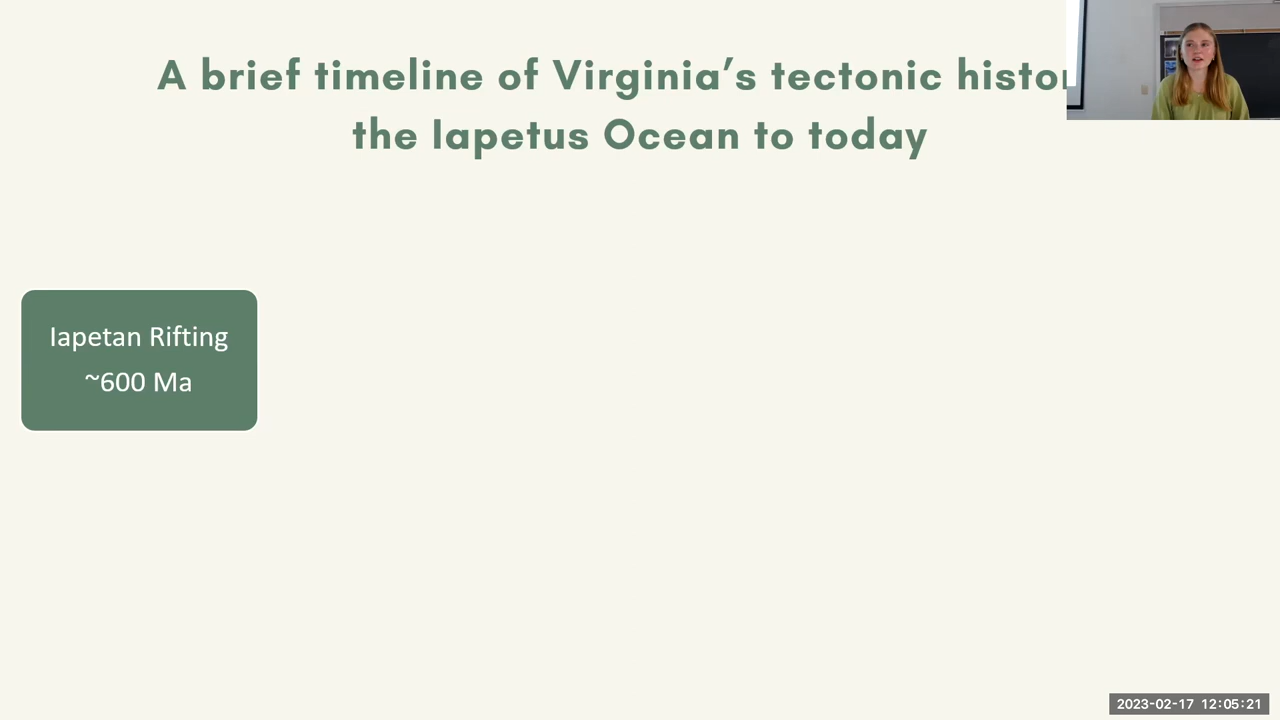 A brief timeline of Virginia’s tectonic
the Iapetus Ocean to today
Iapetan Rifting
~600 Ma
2023-02-17 12:05:21